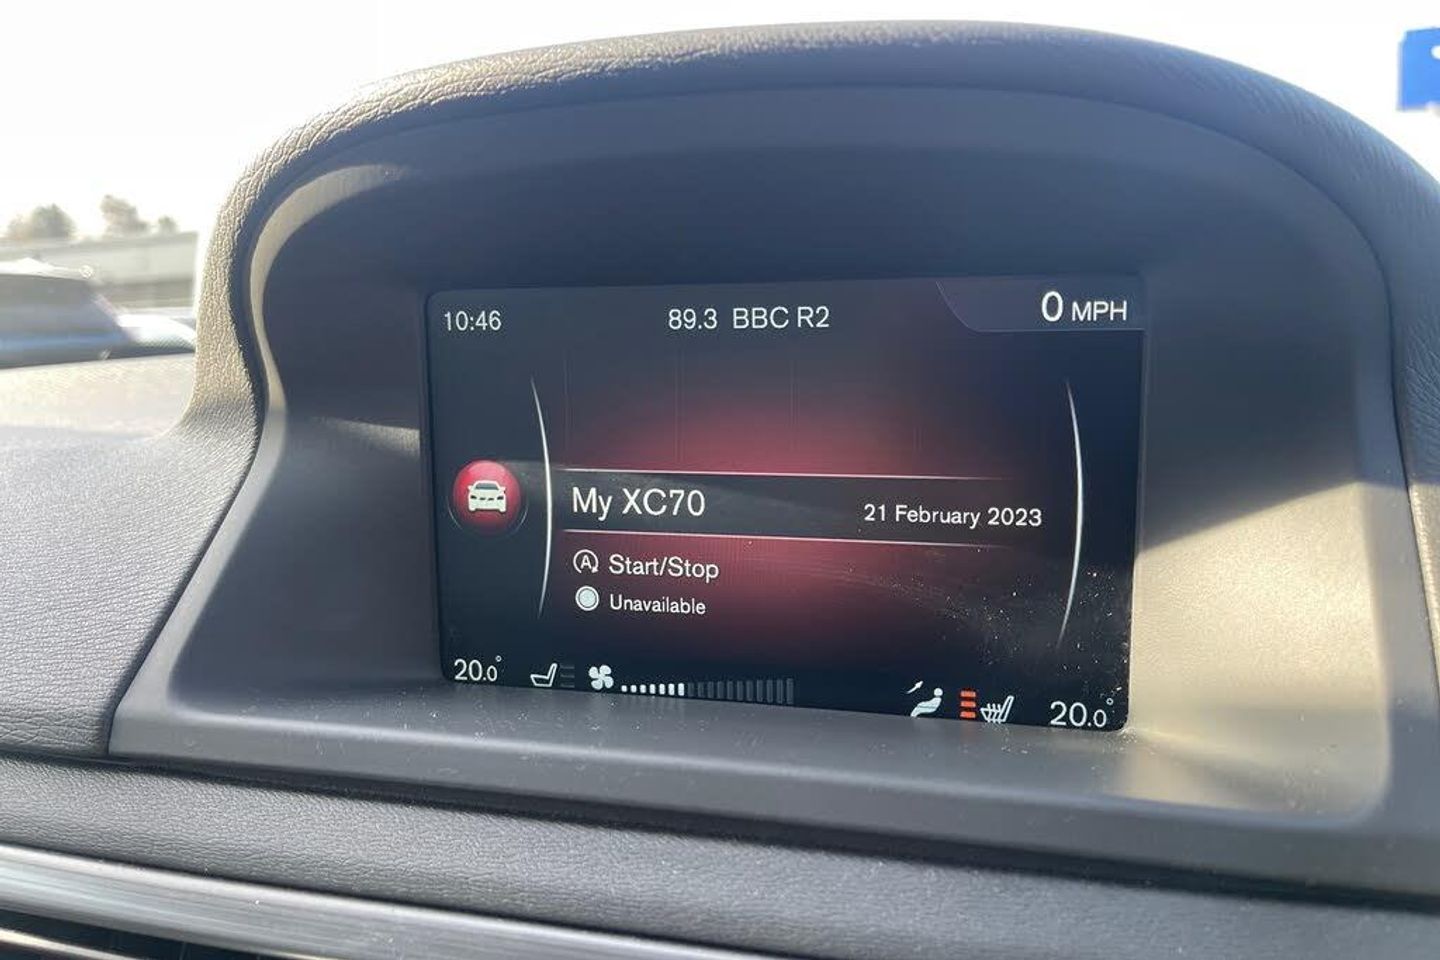 10:46 89.3 BBC R2 0 MPH
My XC70 21 February 2023
Start/Stop
Unavailable
20.0° 20.0°